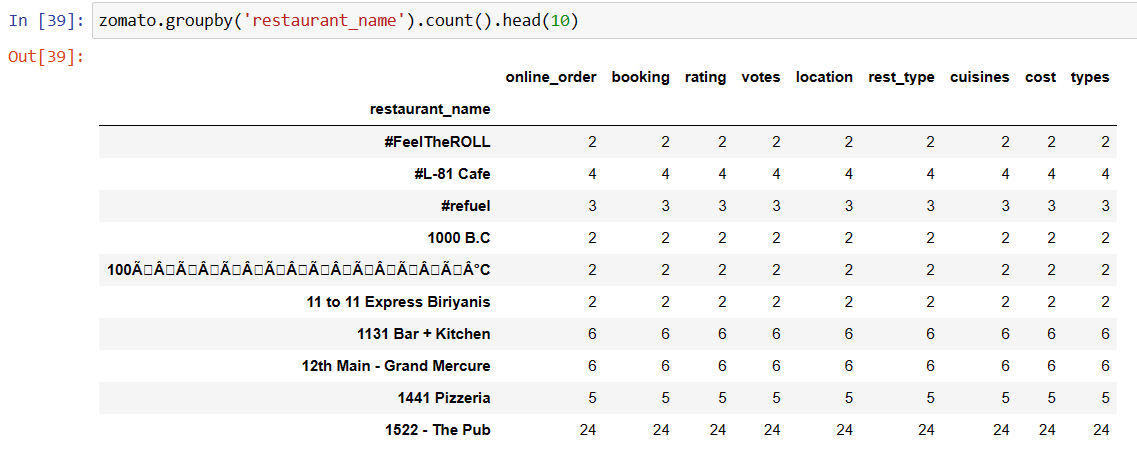 In [39]: zomato.groupby('restaurant_name').count().head(10)
Out[39]:
online_order booking rating votes location rest_type cuisines cost types
restaurant_name
#FeelTheROLL 2 2 2 2 2 2 2 2 2
#L-81 Cafe 4 4 4 4 4 4 4 4 4
#refuel 3 3 3 3 3 3 3 3 3
1000 B.C 2 2 2 2 2 2 2 2 2
2 2 2 2 2 2 2 2 2
11 to 11 Express Biriyanis 2 2 2 2 2 2 2 2 2
1131 Bar + Kitchen 6 6 6 6 6 6 6 6 6
12th Main - Grand Mercure 6 6 6 6 6 6 6 6 6
1441 Pizzeria 5 5 5 5 5 5 5 5 5
1522 - The Pub 24 24 24 24 24 24 24 24 24